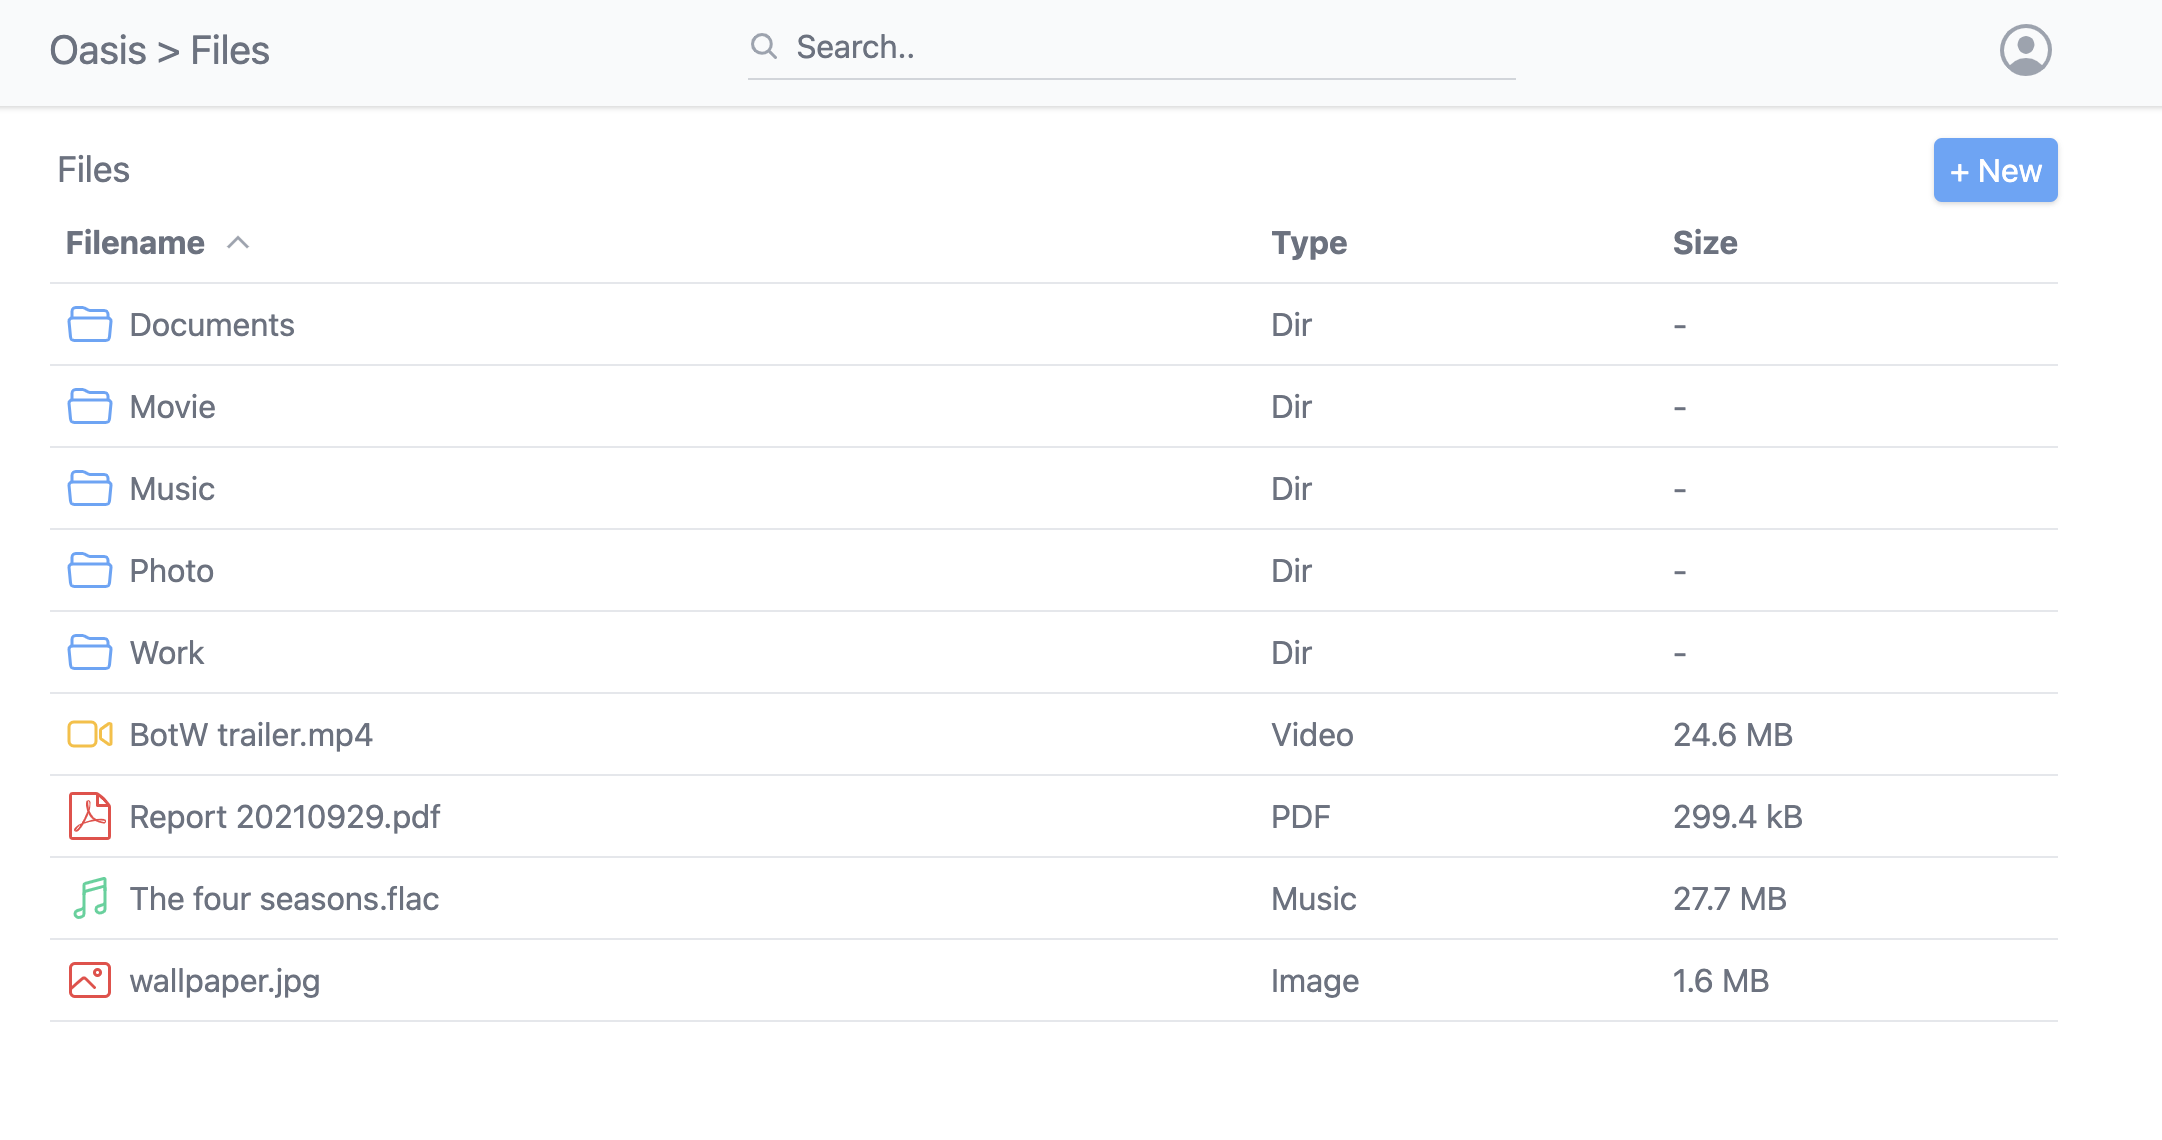 Oasis > Files
Search..
Files
+ New
Filename Type Size
Documents Dir -
Movie Dir -
Music Dir -
Photo Dir -
Work Dir -
BotW trailer.mp4 Video 24.6 MB
Report 20210929.pdf PDF 299.4 kB
The four seasons.flac Music 27.7 MB
wallpaper.jpg Image 1.6 MB